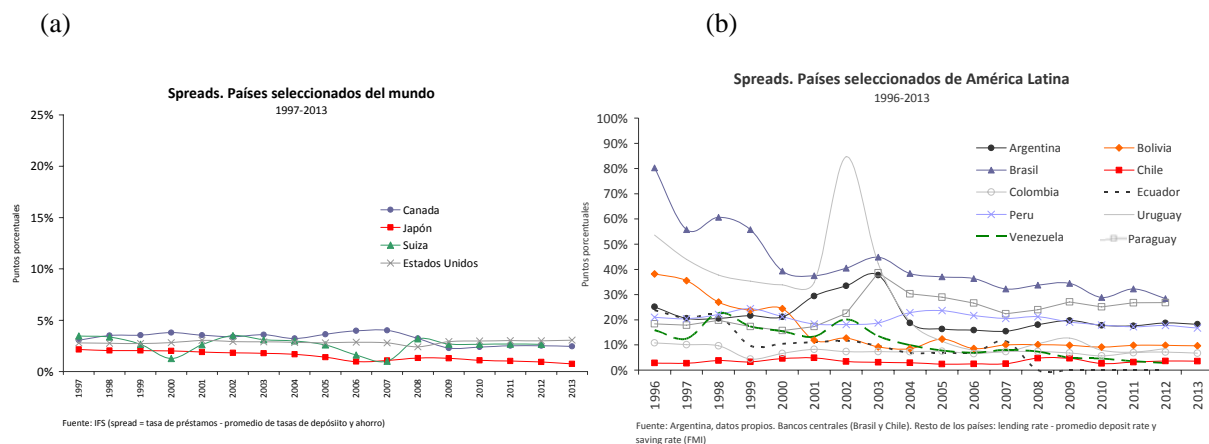 (a)
Spreads. Países seleccionados del mundo
1997-2013
Puntos porcentuales
25%
20%
15%
10%
5%
0%
Canada
Japón
Suiza
Estados Unidos
1997 1998 1999 2000 2001 2002 2003 2004 2005 2006 2007 2008 2009 2010 2011 2012 2013
Fuente: IFS (spread = tasa de préstamos - promedio de tasas de depósiito y ahorro)
(b)
Spreads. Países seleccionados de América Latina
1996-2013
Puntos porcentuales
100%
90%
80%
70%
60%
50%
40%
30%
20%
10%
0%
Argentina Bolivia
Brasil Chile
Colombia Ecuador
Peru Uruguay
Venezuela Paraguay
1996 1997 1998 1999 2000 2001 2002 2003 2004 2005 2006 2007 2008 2009 2010 2011 2012 2013
Fuente: Argentina, datos propios. Bancos centrales (Brasil y Chile). Resto de los países: lending rate - promedio deposit rate y
saving rate (FMI)